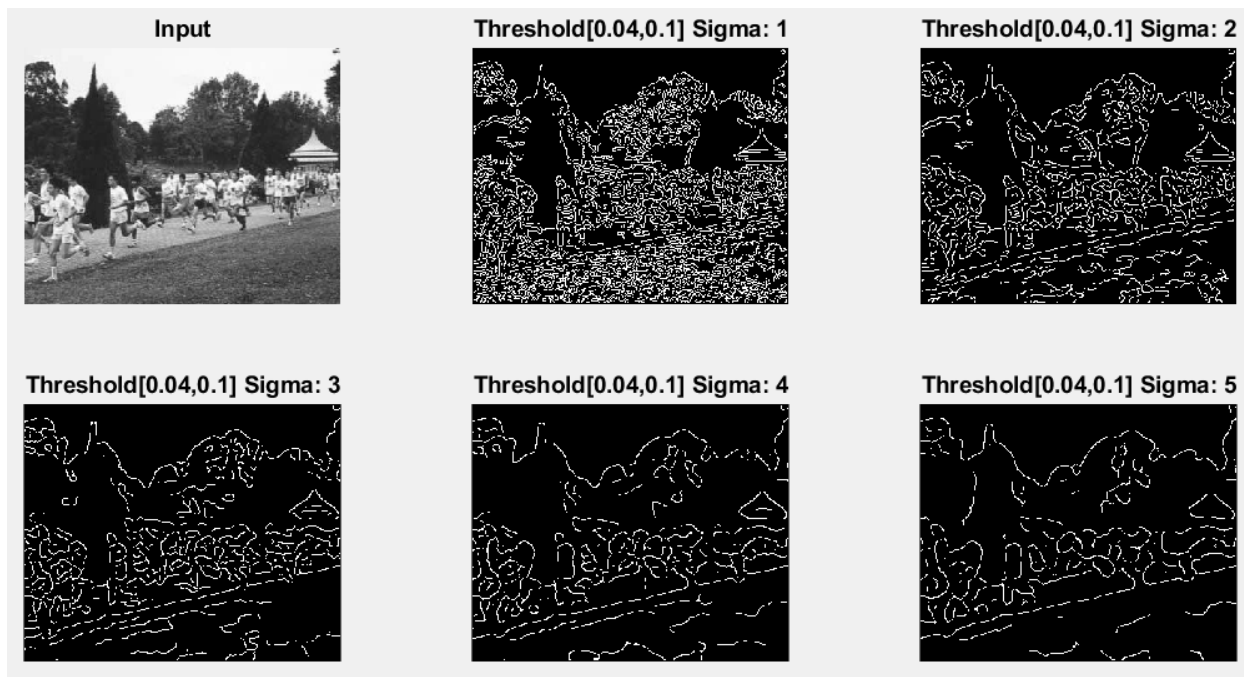 Input
Threshold[0.04,0.1] Sigma: 1
Threshold[0.04,0.1] Sigma: 2
Threshold[0.04,0.1] Sigma: 3
Threshold[0.04,0.1] Sigma: 4
Threshold[0.04,0.1] Sigma: 5